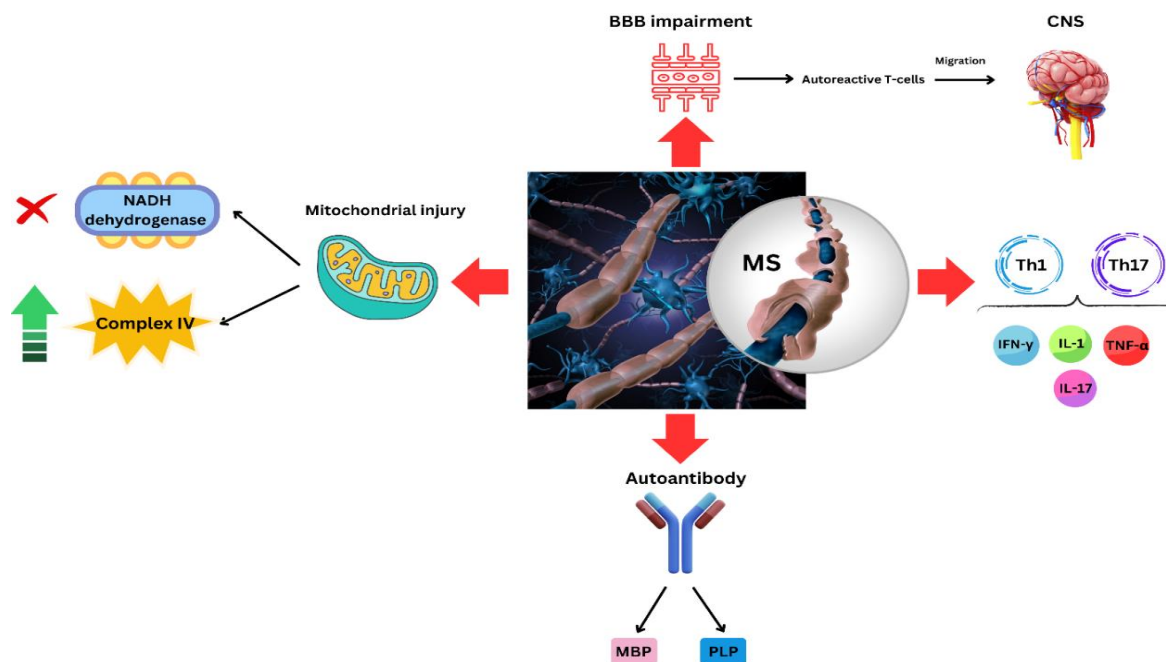 BBB impairment
CNS
Autoreactive T-cells
Migration
NADH
dehydrogenase
Mitochondrial injury
Complex IV
MS
Th1
Th17
IFN-γ
IL-1
TNF-α
IL-17
Autoantibody
MBP
PLP